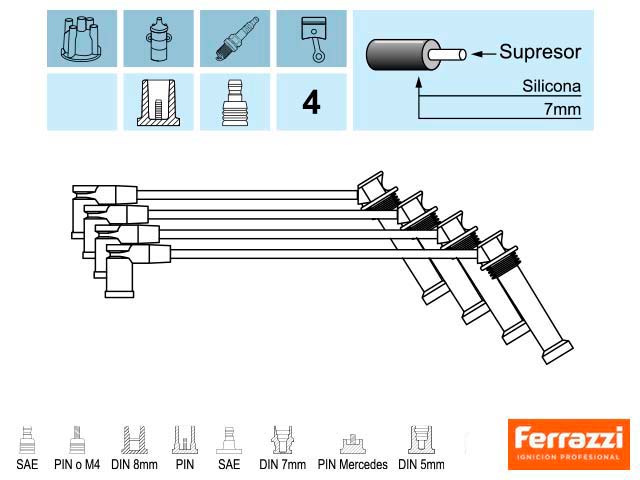 Supresor
Silicona
7mm
4
SAE PIN o M4 DIN 8mm PIN SAE DIN 7mm PIN Mercedes DIN 5mm
Ferrazzi
IGNICION PROFESIONAL